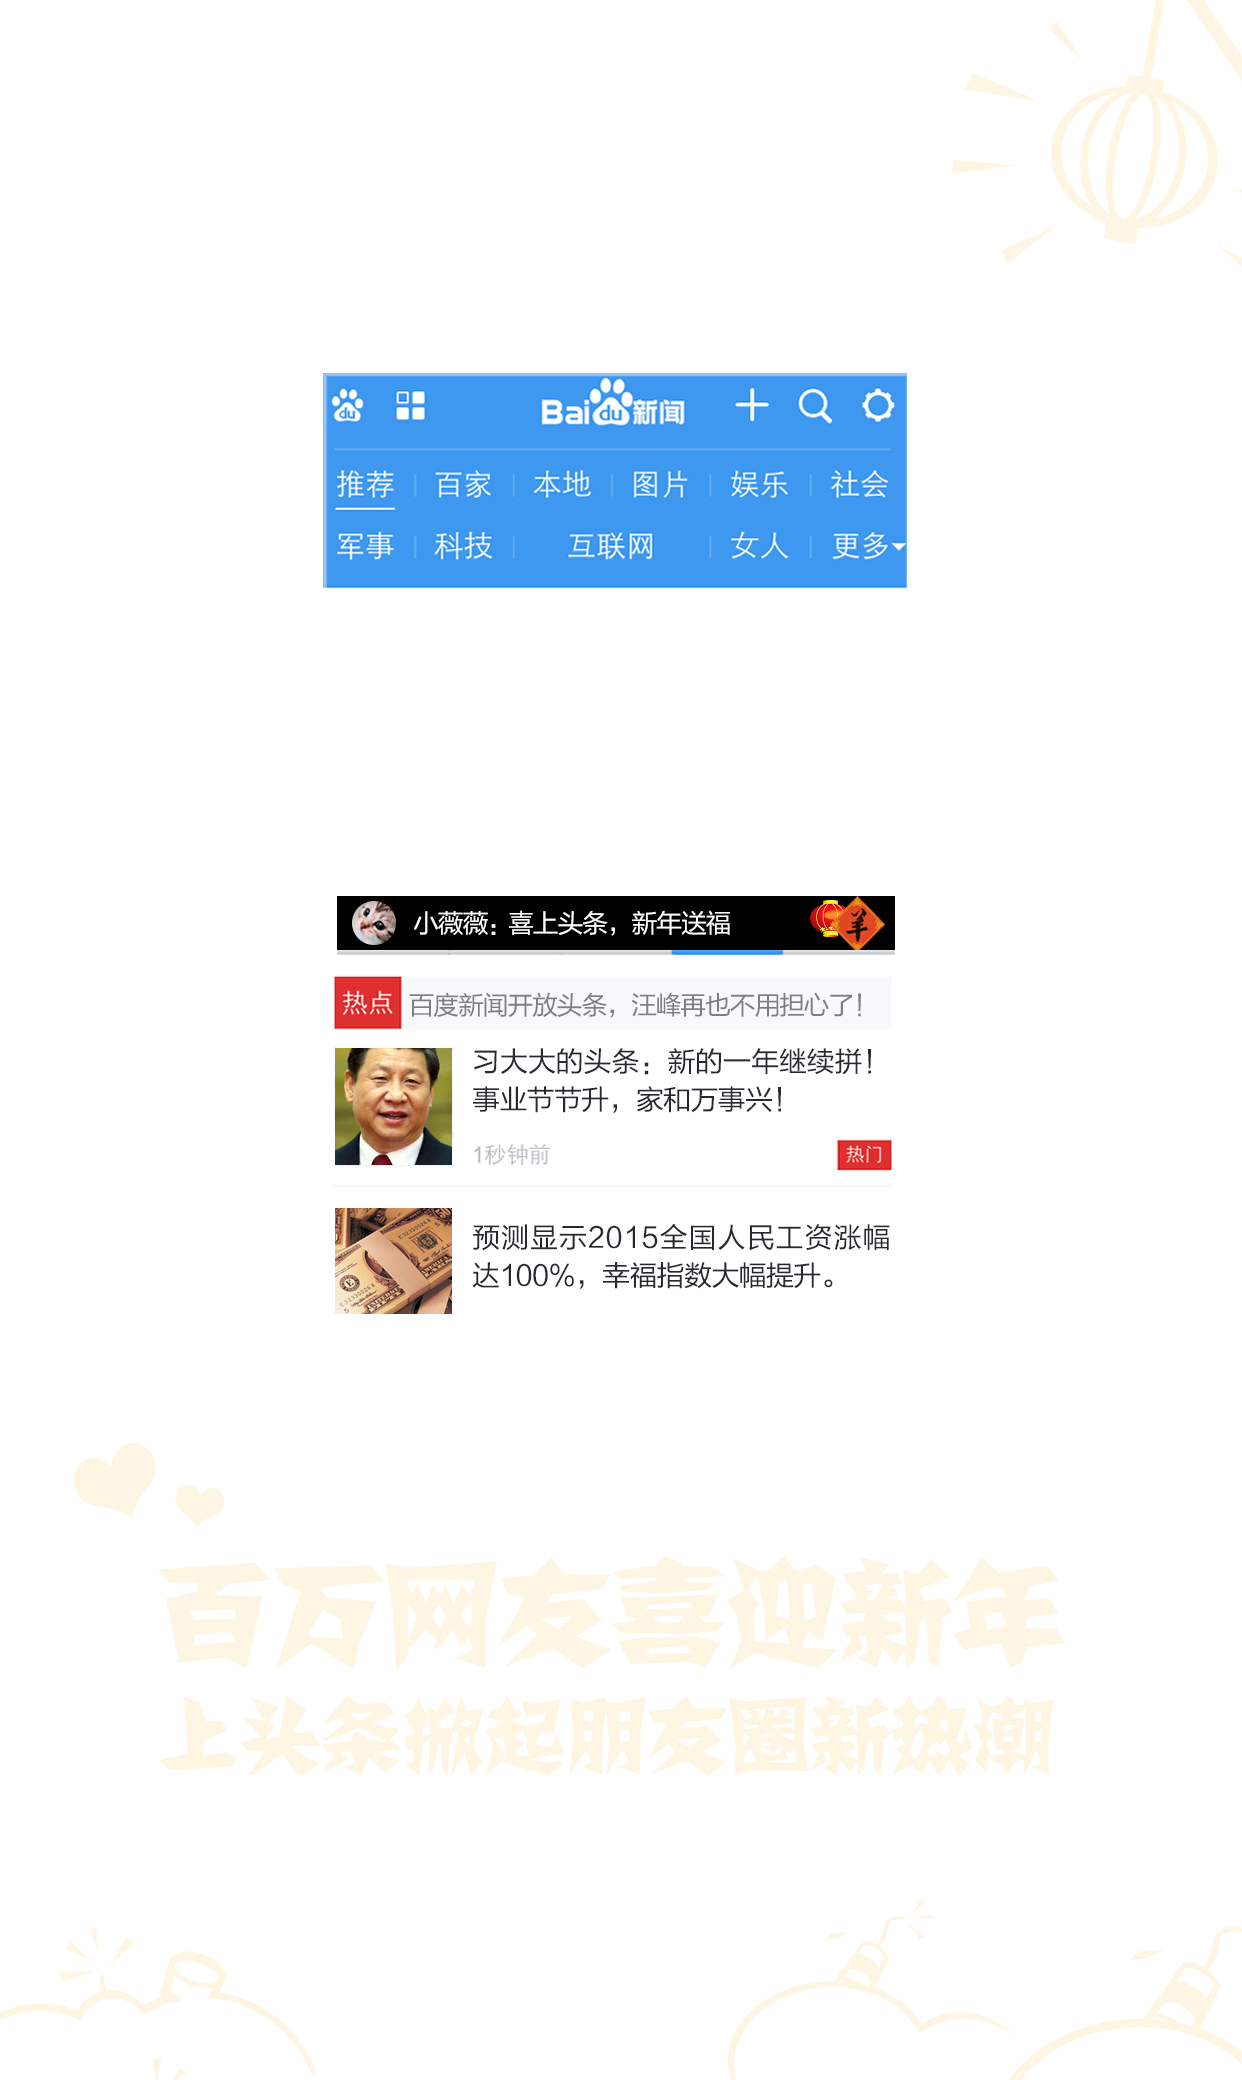 du
Baidu新闻
推荐 百家 本地 图片 娱乐 社会
军事 科技 互联网 女人 更多
小薇薇：喜上头条，新年送福
羊
热点 百度新闻开放头条，汪峰再也不用担心了！
习大大的头条：新的一年继续拼！
事业节节升，家和万事兴！
1秒钟前 热门
预测显示2015全国人民工资涨幅
达100%，幸福指数大幅提升。
百万网友喜迎新年
上头条掀起朋友圈新热潮